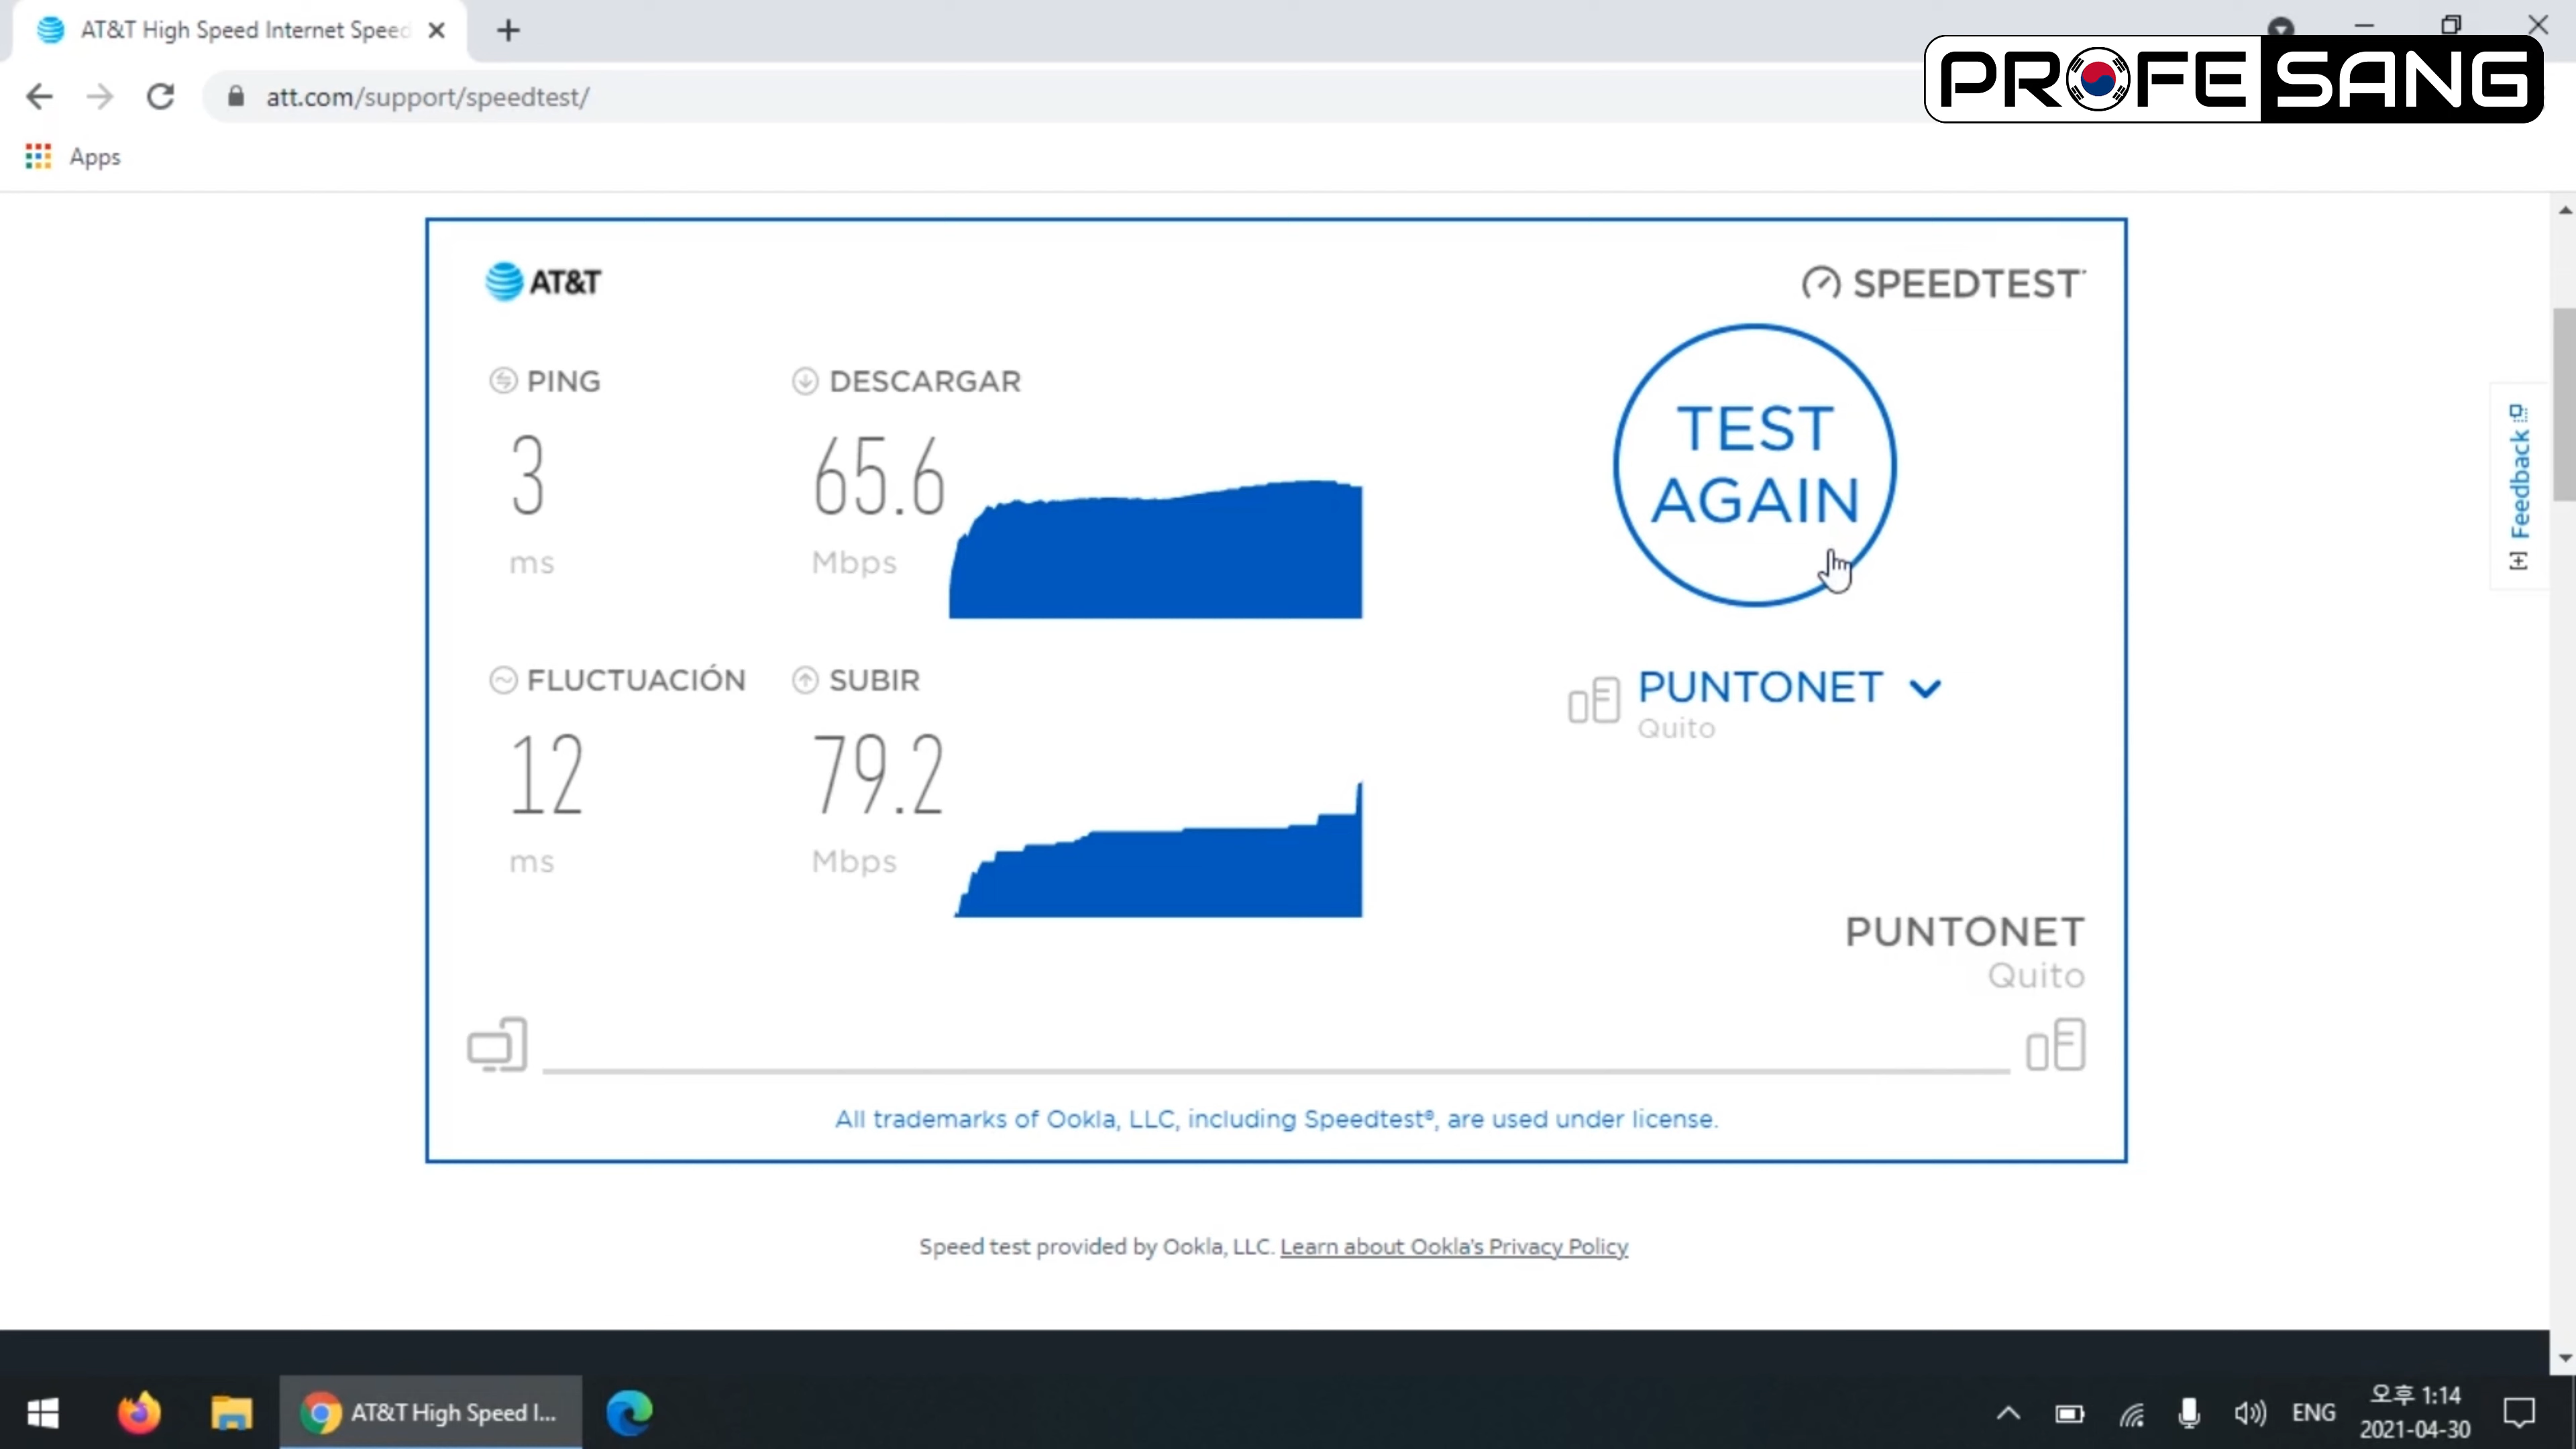 AT&T High Speed Internet Speed
PROFE SANG
att.com/support/speedtest/
Apps
AT&T
SPEEDTEST
PING
DESCARGAR
3
65.6
ms
Mbps
TEST
AGAIN
Feedback
[+]
FLUCTUACIÓN
SUBIR
12
79.2
ms
Mbps
PUNTONET
Quito
PUNTONET
Quito
All trademarks of Ookla, LLC, including Speedtest®, are used under license.
Speed test provided by Ookla, LLC. Learn about Ookla's Privacy Policy
AT&T High Speed I...
ENG
오후 1:14
2021-04-30